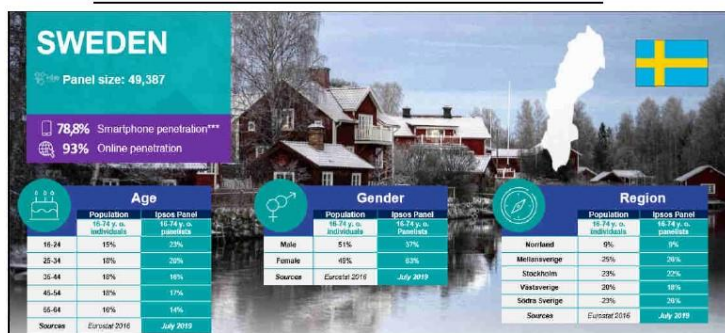 SWEDEN
Panel size: 49,387
78,8% Smartphone penetration***
93% Online penetration
Age
Population Ipsos Panel
16-74 y. o. individuals 16-74 y. o. panelists
16-24 15% 23%
25-34 18% 20%
35-44 18% 16%
45-54 18% 17%
55-64 16% 14%
Sources Eurostat 2016 July 2019
Gender
Population Ipsos Panel
16-74 y. o. individuals 16-74 y. o. Panelists
Male 51% 37%
Female 49% 63%
Sources Eurostat 2016 July 2019
Region
Population Ipsos Panel
16-74 y. o. individuals 16-74 y. o. panelists
Norrland 9% 9%
Mellansverige 25% 26%
Stockholm 23% 22%
Västsverige 20% 18%
Södra Sverige 23% 26%
Sources Eurostat 2016 July 2019